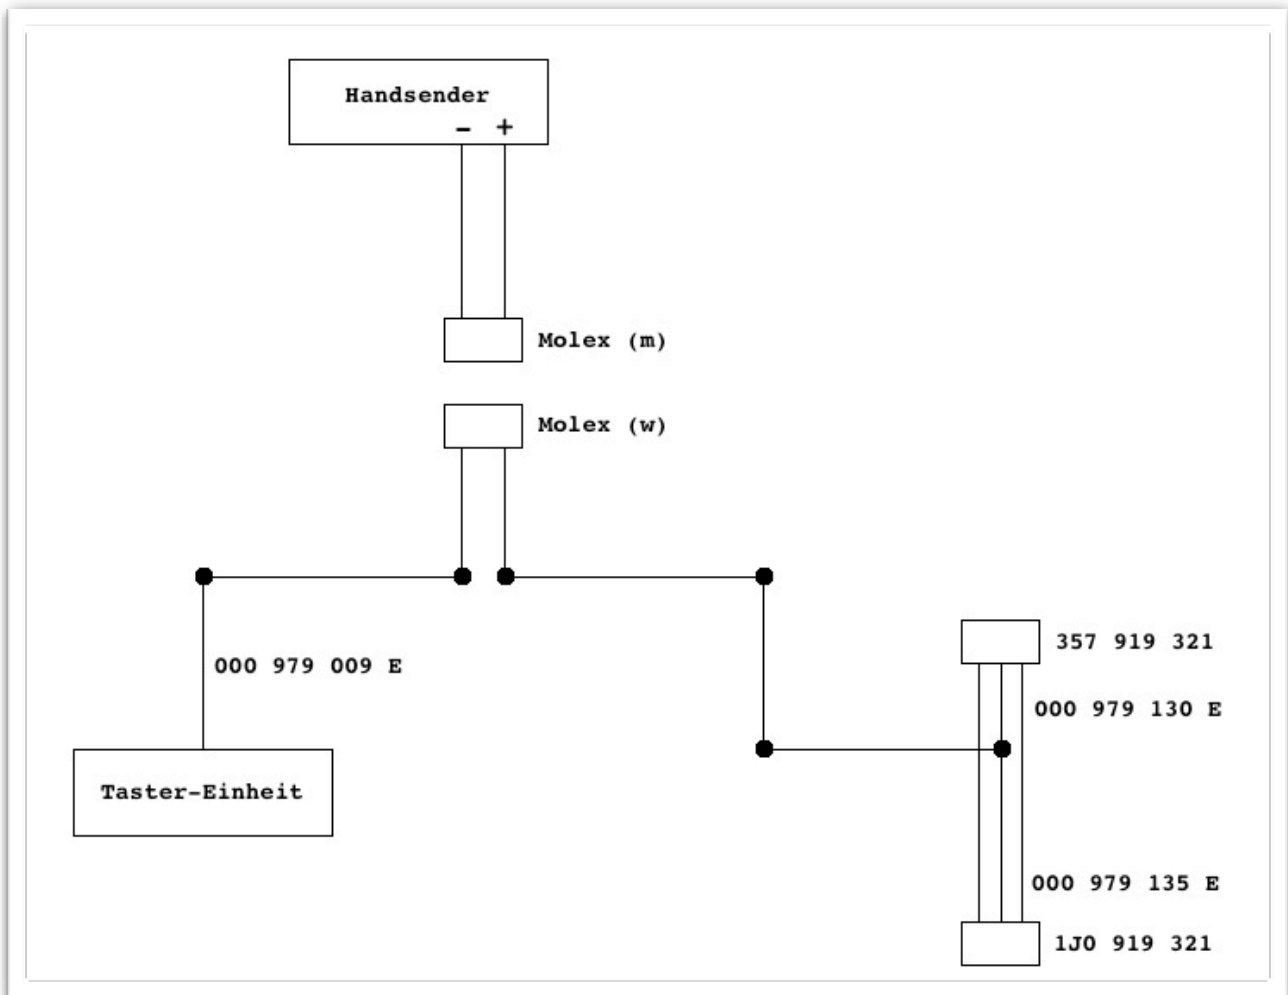 Handsender
- +
Molex (m)
Molex (w)
357 919 321
000 979 009 E
000 979 130 E
Taster-Einheit
000 979 135 E
1J0 919 321